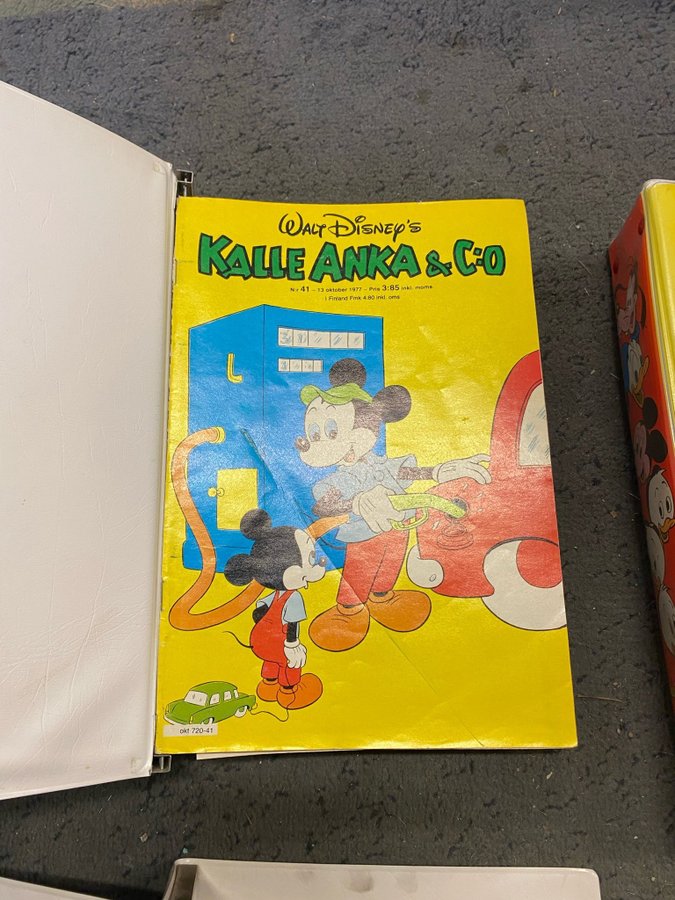 WALT DISNEY'S
KALLE ANKA & C:O
N:r 41 – 13 oktober 1977 – Pris 3:85 inkl. moms
I Finland Fmk 4.80 inkl. oms
okt 720-41